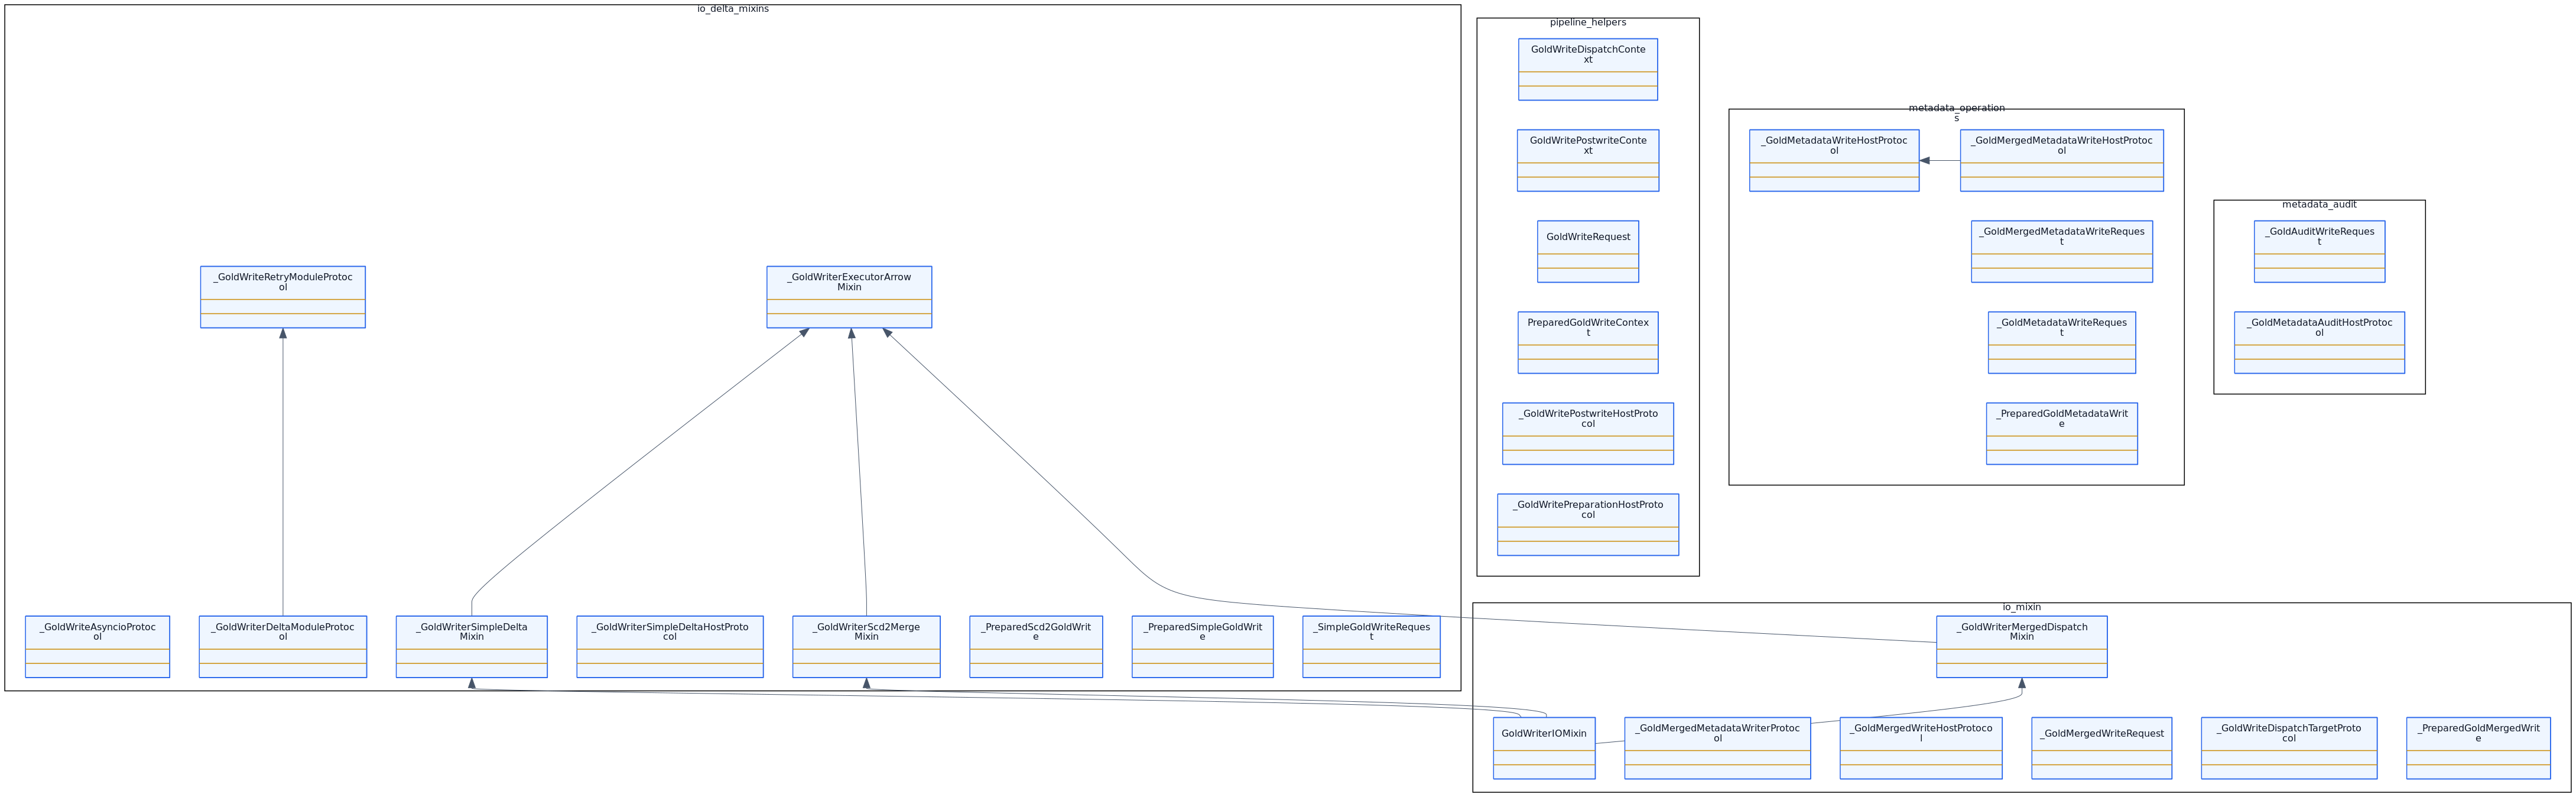 io_delta_mixins
_GoldWriteRetryModuleProtoc
ol
_GoldWriterExecutorArrow
Mixin
_GoldWriteAsyncioProtoc
ol
_GoldWriterDeltaModuleProtoc
ol
_GoldWriterSimpleDelta
Mixin
_GoldWriterSimpleDeltaHostProto
col
_GoldWriterScd2Merge
Mixin
_PreparedScd2GoldWrit
e
_PreparedSimpleGoldWrit
e
_SimpleGoldWriteReques
t
pipeline_helpers
GoldWriteDispatchConte
xt
GoldWritePostwriteConte
xt
GoldWriteRequest
PreparedGoldWriteContex
t
_GoldWritePostwriteHostProto
col
_GoldWritePreparationHostProto
col
metadata_operation
s
_GoldMetadataWriteHostProtoc
ol
_GoldMergedMetadataWriteHostProtoc
ol
_GoldMergedMetadataWriteReques
t
_GoldMetadataWriteReques
t
_PreparedGoldMetadataWrit
e
metadata_audit
_GoldAuditWriteReques
t
_GoldMetadataAuditHostProtoc
ol
io_mixin
_GoldWriterMergedDispatch
Mixin
GoldWriterIOMixin
_GoldMergedMetadataWriterProtoc
ol
_GoldMergedWriteHostProtoco
l
_GoldMergedWriteRequest
_GoldWriteDispatchTargetProto
col
_PreparedGoldMergedWrit
e